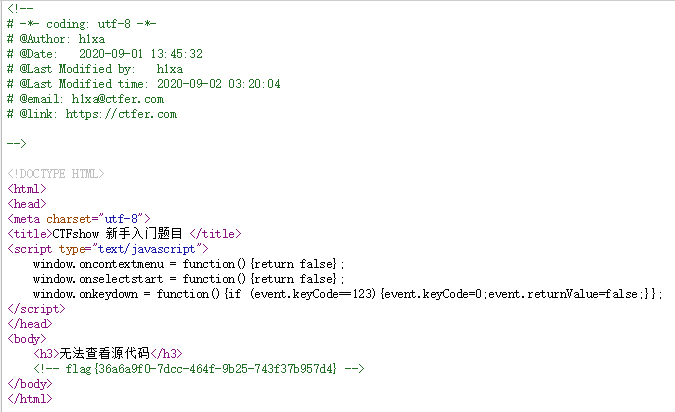 <!--
# -*- coding: utf-8 -*-
# @Author: h1xa
# @Date:   2020-09-01 13:45:32
# @Last Modified by:   h1xa
# @Last Modified time: 2020-09-02 03:20:04
# @email: h1xa@ctfer.com
# @link: https://ctfer.com
-->
<!DOCTYPE HTML>
<html>
<head>
<meta charset="utf-8">
<title>CTFshow 新手入门题目 </title>
<script type="text/javascript">
    window.oncontextmenu = function(){return false};
    window.onselectstart = function(){return false};
    window.onkeydown = function(){if (event.keyCode==123){event.keyCode=0;event.returnValue=false;}};
</script>
</head>
<body>
    <h3>无法查看源代码</h3>
    <!-- flag{36a6a9f0-7dcc-464f-9b25-743f37b957d4} -->
</body>
</html>